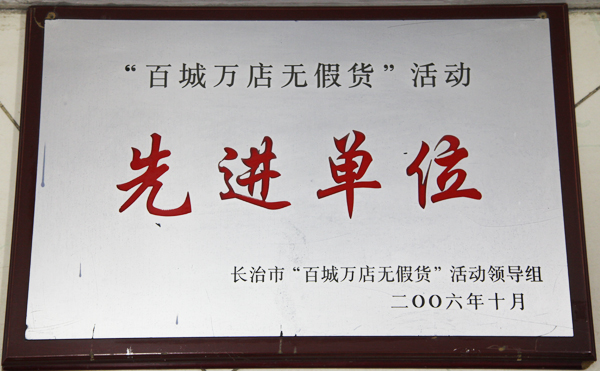 “百城万店无假货”活动
先进单位
长治市“百城万店无假货”活动领导组
二OO六年十月